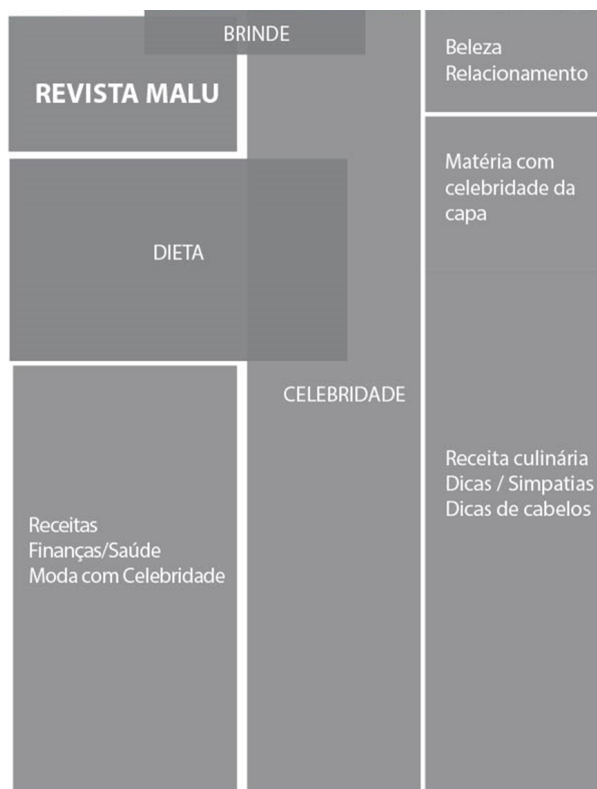 BRINDE
REVISTA MALU
DIETA
Receitas
Finanças/Saúde
Moda com Celebridade
CELEBRIDADE
Beleza
Relacionamento
Matéria com
celebridade da
capa
Receita culinária
Dicas / Simpatias
Dicas de cabelos